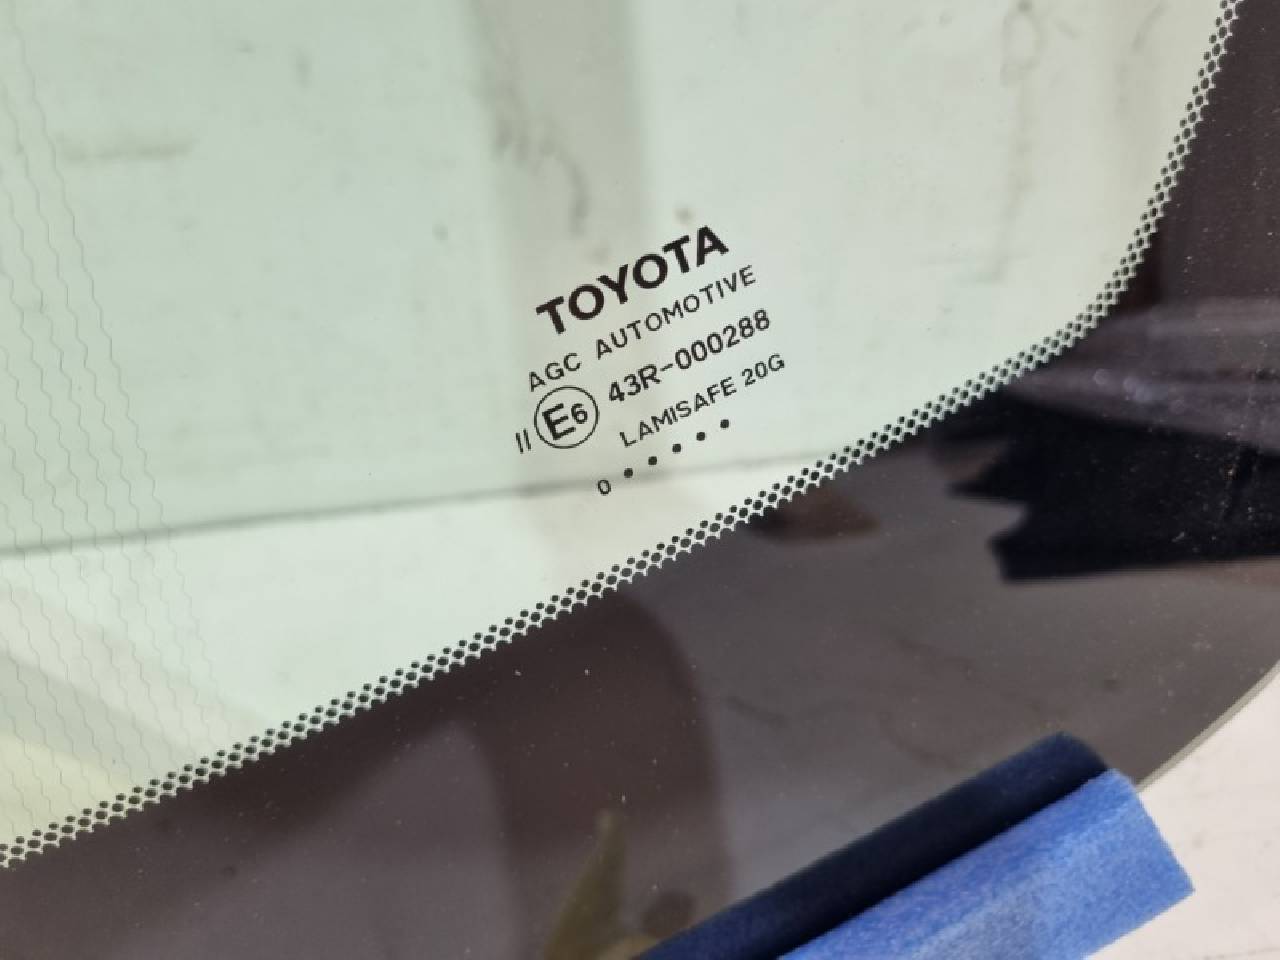 TOYOTA
AGC AUTOMOTIVE
II E6 43R-000288
LAMISAFE 20G
0 • • • • •